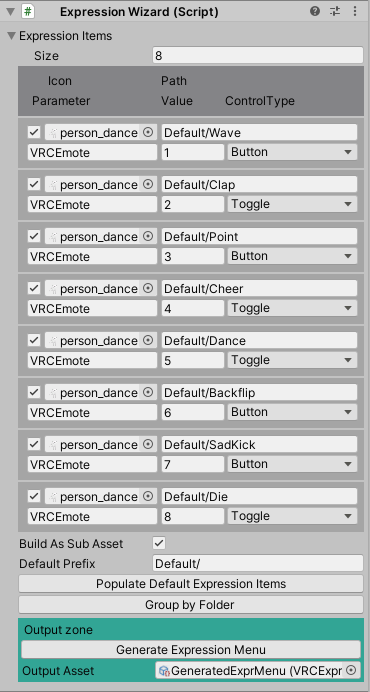 Expression Wizard (Script)
Expression Items
Size 8
Icon Path
Parameter Value ControlType
person_dance Default/Wave
VRCEmote 1 Button
person_dance Default/Clap
VRCEmote 2 Toggle
person_dance Default/Point
VRCEmote 3 Button
person_dance Default/Cheer
VRCEmote 4 Toggle
person_dance Default/Dance
VRCEmote 5 Toggle
person_dance Default/Backflip
VRCEmote 6 Button
person_dance Default/SadKick
VRCEmote 7 Button
person_dance Default/Die
VRCEmote 8 Toggle
Build As Sub Asset
Default Prefix Default/
Populate Default Expression Items
Group by Folder
Output zone
Generate Expression Menu
Output Asset GeneratedExprMenu (VRCExpr